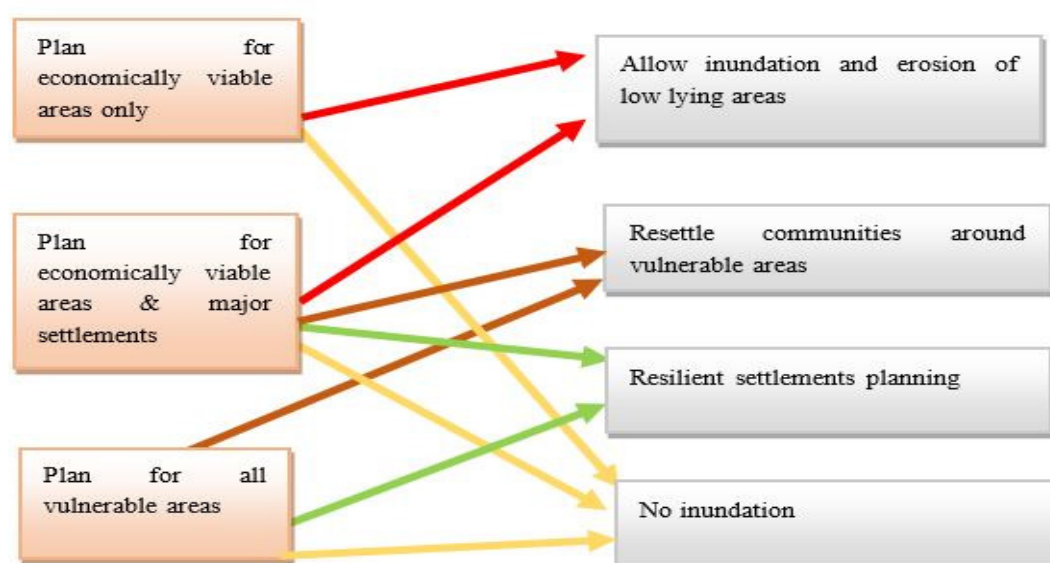 Plan for
economically viable
areas only
Allow inundation and erosion of
low lying areas
Plan for
economically viable
areas & major
settlements
Resettle communities around
vulnerable areas
Resilient settlements planning
Plan for all
vulnerable areas
No inundation